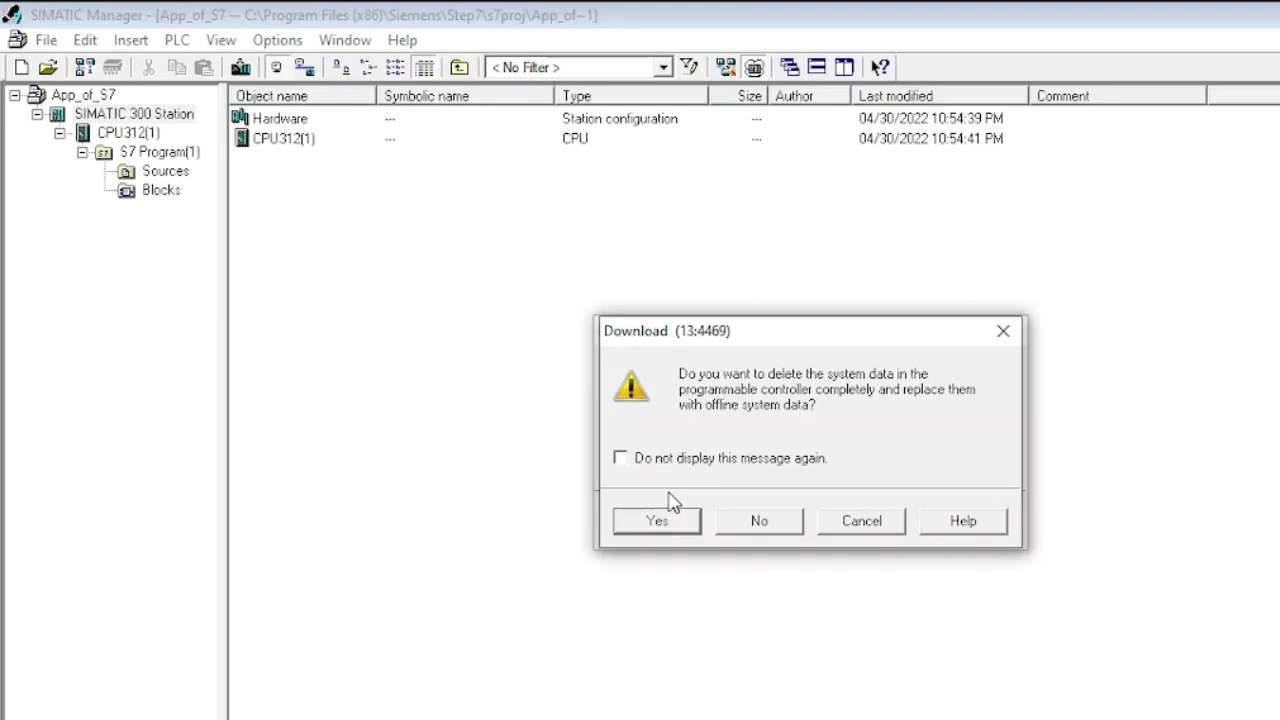 SIMATIC Manager - [App_of_S7 -- C:\Program Files (x86)\Siemens\Step7\s7proj\App_of~1]
File Edit Insert PLC View Options Window Help
< No Filter >
App_of_S7
SIMATIC 300 Station
CPU312(1)
S7 Program(1)
Sources
Blocks
Object name Symbolic name Type Size Author Last modified Comment
Hardware --- Station configuration --- 04/30/2022 10:54:39 PM
CPU312(1) --- CPU --- 04/30/2022 10:54:41 PM
Download (13:4469)
Do you want to delete the system data in the
programmable controller completely and replace them
with offline system data?
Do not display this message again.
Yes No Cancel Help